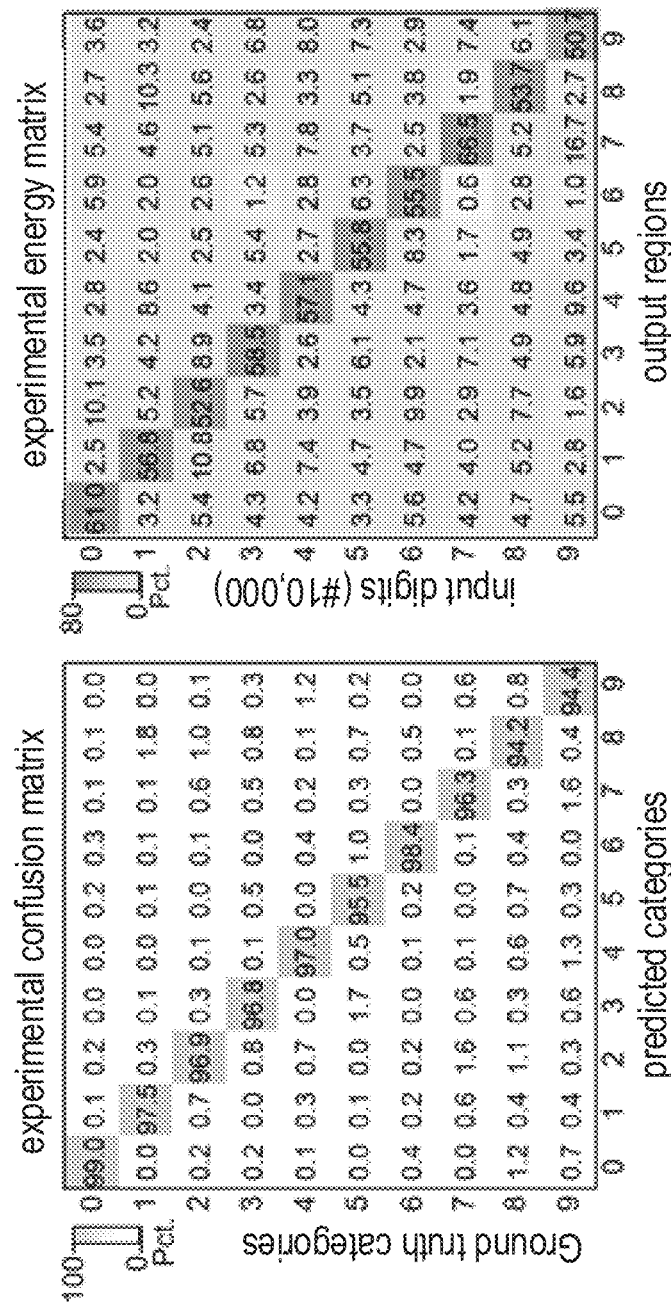 experimental confusion matrix
100
0
Pct.
Ground truth categories
0 99.0 0.1 0.2 0.0 0.0 0.2 0.3 0.1 0.1 0.0
1 0.0 97.5 0.3 0.1 0.0 0.1 0.1 0.1 1.8 0.0
2 0.2 0.7 96.9 0.3 0.1 0.0 0.1 0.6 1.0 0.1
3 0.2 0.0 0.8 96.8 0.1 0.5 0.0 0.5 0.8 0.3
4 0.1 0.3 0.7 0.0 97.0 0.0 0.4 0.2 0.1 1.2
5 0.0 0.1 0.0 1.7 0.5 95.5 1.0 0.3 0.7 0.2
6 0.4 0.2 0.2 0.0 0.1 0.2 98.4 0.0 0.5 0.0
7 0.0 0.6 1.6 0.6 0.1 0.1 96.3 0.1 0.6
8 1.2 0.4 1.1 0.3 0.6 0.7 0.4 0.3 94.2 0.8
9 0.7 0.4 0.3 0.6 1.3 0.3 0.0 1.6 0.4 94.4
0 1 2 3 4 5 6 7 8 9
predicted categories
experimental energy matrix
80
0
Pct.
input digits (#10,000)
0 61.0 2.5 10.1 3.5 2.8 2.4 5.9 5.4 2.7 3.6
1 3.2 56.8 5.2 4.2 8.6 2.0 2.0 4.6 10.3 3.2
2 5.4 10.8 52.6 8.9 4.1 2.5 2.6 5.1 5.6 2.4
3 4.3 6.8 5.7 58.5 3.4 5.4 1.2 5.3 2.6 6.8
4 4.2 7.4 3.9 2.6 57.1 2.7 2.8 7.8 3.3 8.0
5 3.3 4.7 3.5 6.1 4.3 55.8 6.3 3.7 5.1 7.3
6 5.6 4.7 9.9 2.1 4.7 8.3 55.5 2.5 3.8 2.9
7 4.2 4.0 2.9 7.1 3.6 1.7 0.6 66.5 1.9 7.4
8 4.7 5.2 7.7 4.9 4.8 4.9 2.8 5.2 53.7 6.1
9 5.5 2.8 1.6 5.9 9.6 3.4 1.0 16.7 2.7 50.7
0 1 2 3 4 5 6 7 8 9
output regions